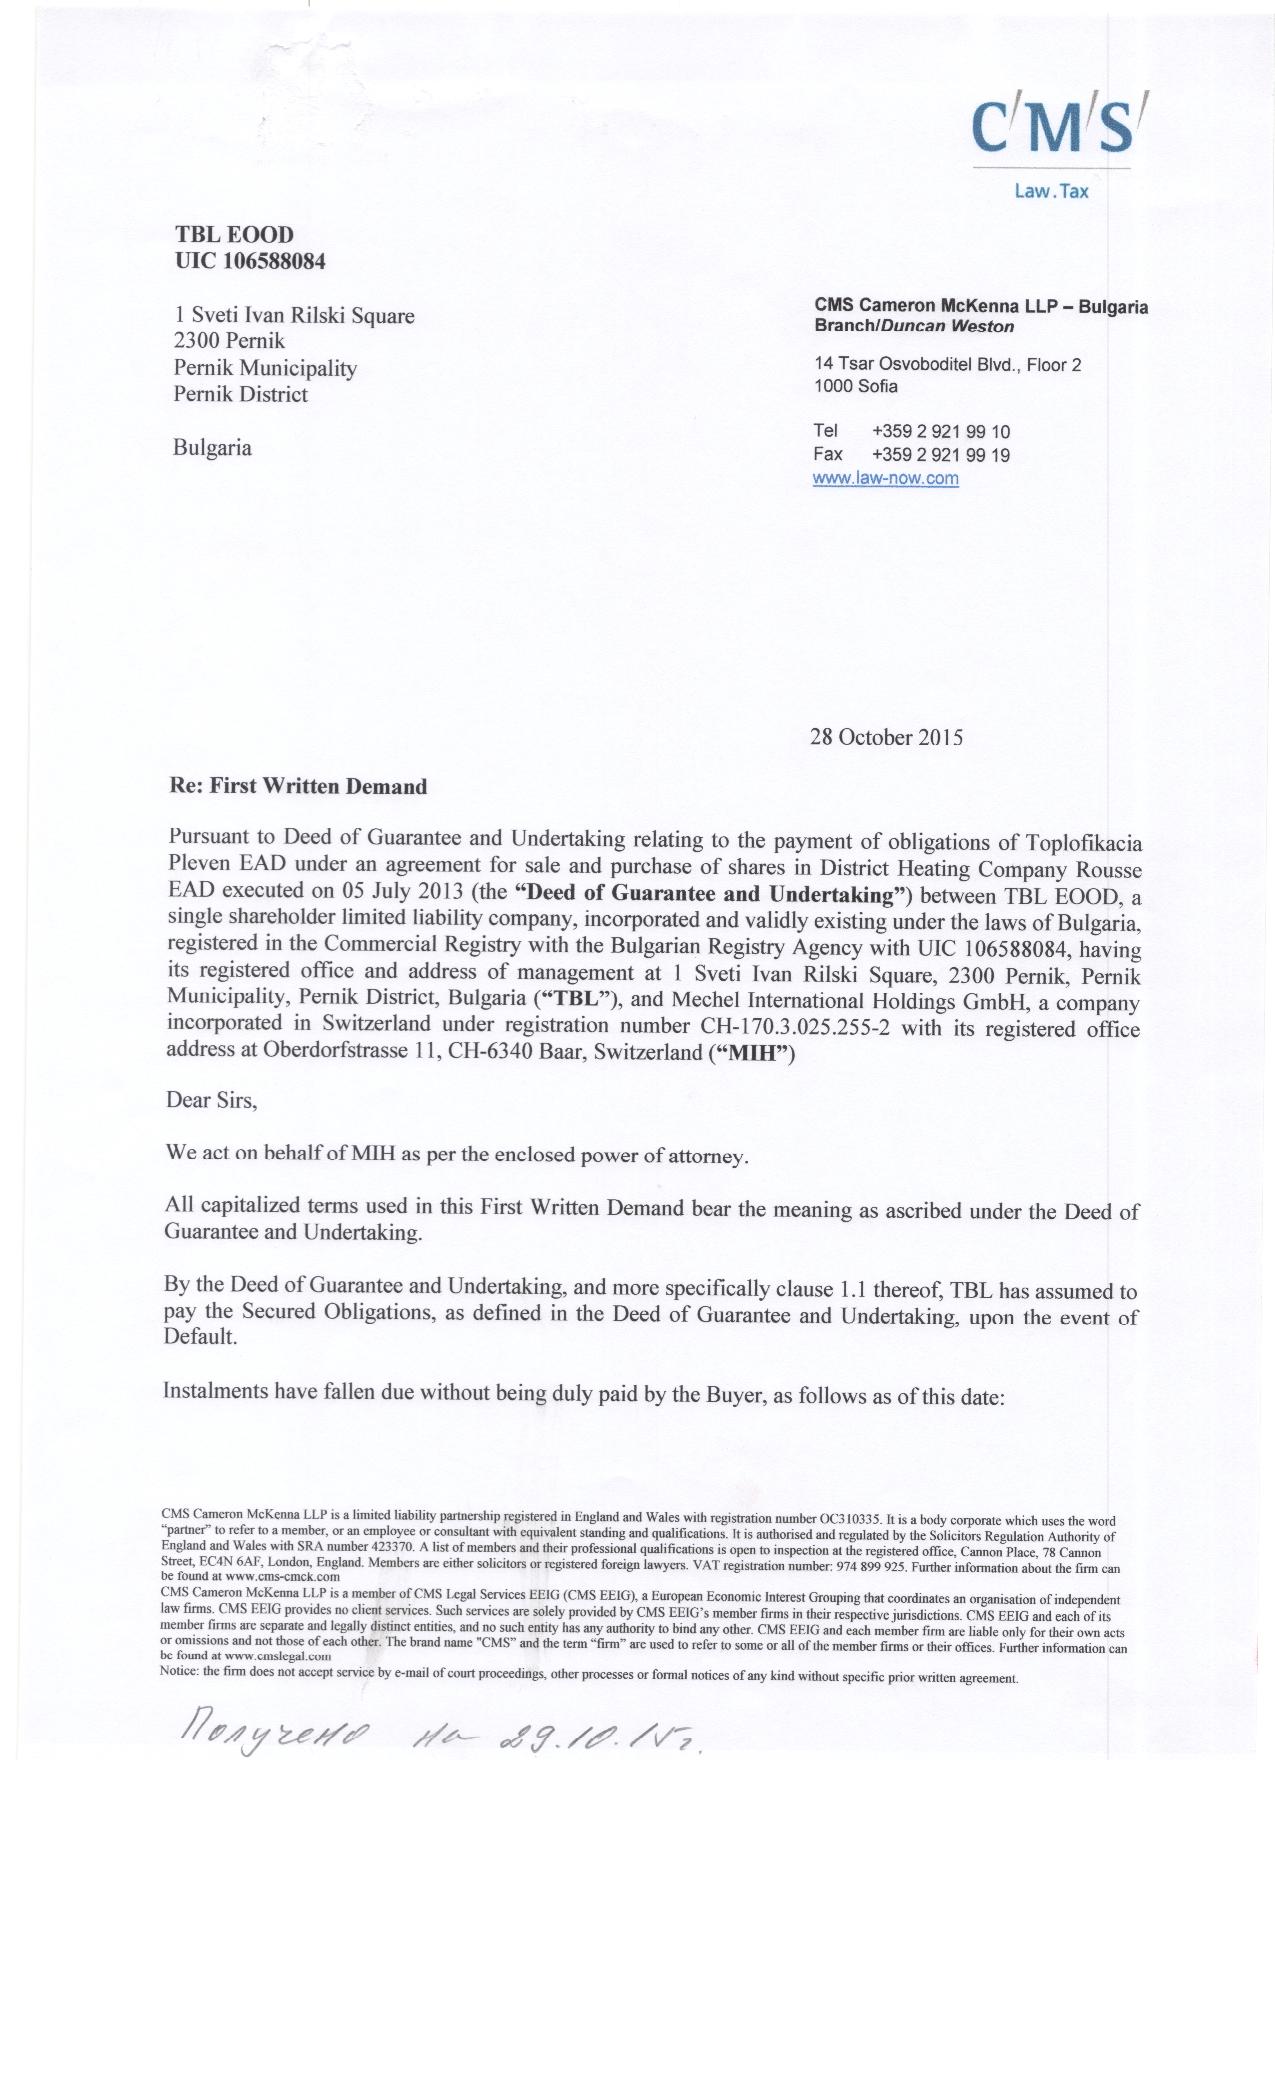 C'M'S'
Law.Tax
TBL EOOD
UIC 106588084
1 Sveti Ivan Rilski Square
2300 Pernik
Pernik Municipality
Pernik District
Bulgaria
CMS Cameron McKenna LLP – Bulgaria
Branch/Duncan Weston
14 Tsar Osvoboditel Blvd., Floor 2
1000 Sofia
Tel +359 2 921 99 10
Fax +359 2 921 99 19
www.law-now.com
28 October 2015
Re: First Written Demand
Pursuant to Deed of Guarantee and Undertaking relating to the payment of obligations of Toplofikacia
Pleven EAD under an agreement for sale and purchase of shares in District Heating Company Rousse
EAD executed on 05 July 2013 (the “Deed of Guarantee and Undertaking”) between TBL EOOD, a
single shareholder limited liability company, incorporated and validly existing under the laws of Bulgaria,
registered in the Commercial Registry with the Bulgarian Registry Agency with UIC 106588084, having
its registered office and address of management at 1 Sveti Ivan Rilski Square, 2300 Pernik, Pernik
Municipality, Pernik District, Bulgaria (“TBL”), and Mechel International Holdings GmbH, a company
incorporated in Switzerland under registration number CH-170.3.025.255-2 with its registered office
address at Oberdorfstrasse 11, CH-6340 Baar, Switzerland (“MIH”)
Dear Sirs,
We act on behalf of MIH as per the enclosed power of attorney.
All capitalized terms used in this First Written Demand bear the meaning as ascribed under the Deed of
Guarantee and Undertaking.
By the Deed of Guarantee and Undertaking, and more specifically clause 1.1 thereof, TBL has assumed to
pay the Secured Obligations, as defined in the Deed of Guarantee and Undertaking, upon the event of
Default.
Instalments have fallen due without being duly paid by the Buyer, as follows as of this date:
CMS Cameron McKenna LLP is a limited liability partnership registered in England and Wales with registration number OC310335. It is a body corporate which uses the word
“partner” to refer to a member, or an employee or consultant with equivalent standing and qualifications. It is authorised and regulated by the Solicitors Regulation Authority of
England and Wales with SRA number 423370. A list of members and their professional qualifications is open to inspection at the registered office, Cannon Place, 78 Cannon
Street, EC4N 6AF, London, England. Members are either solicitors or registered foreign lawyers. VAT registration number: 974 899 925. Further information about the firm can
be found at www.cms-cmck.com
CMS Cameron McKenna LLP is a member of CMS Legal Services EEIG (CMS EEIG), a European Economic Interest Grouping that coordinates an organisation of independent
law firms. CMS EEIG provides no client services. Such services are solely provided by CMS EEIG’s member firms in their respective jurisdictions. CMS EEIG and each of its
member firms are separate and legally distinct entities, and no such entity has any authority to bind any other. CMS EEIG and each member firm are liable only for their own acts
or omissions and not those of each other. The brand name "CMS” and the term “firm” are used to refer to some or all of the member firms or their offices. Further information can
be found at www.cmslegal.com
Notice: the firm does not accept service by e-mail of court proceedings, other processes or formal notices of any kind without specific prior written agreement.
Получено на 29.10.15г.